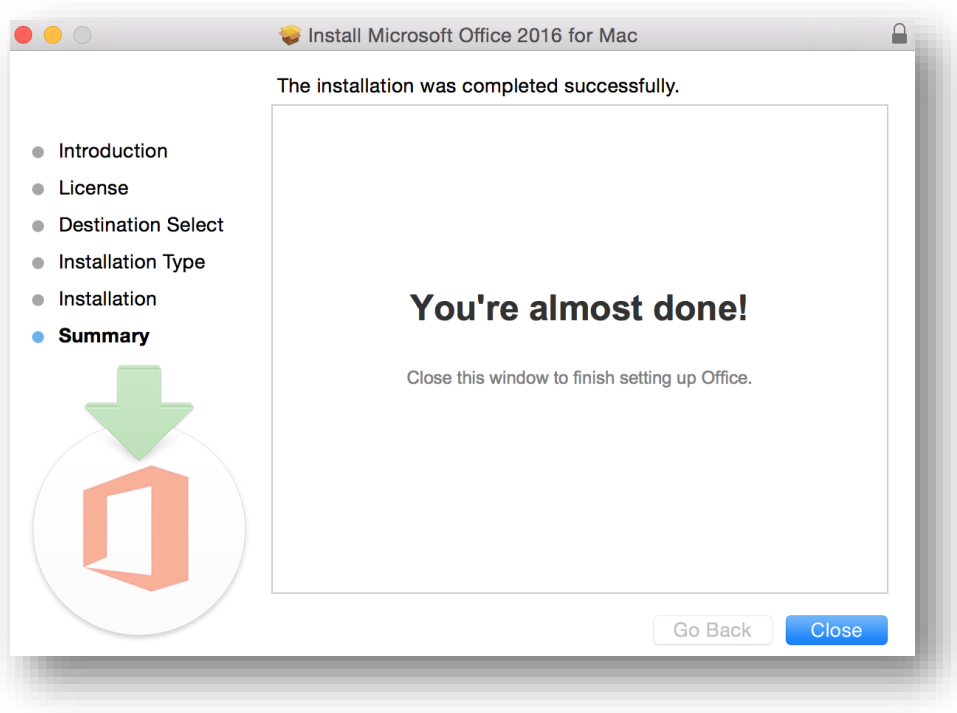 Install Microsoft Office 2016 for Mac
The installation was completed successfully.
Introduction
License
Destination Select
Installation Type
Installation
Summary
You're almost done!
Close this window to finish setting up Office.
Go Back
Close